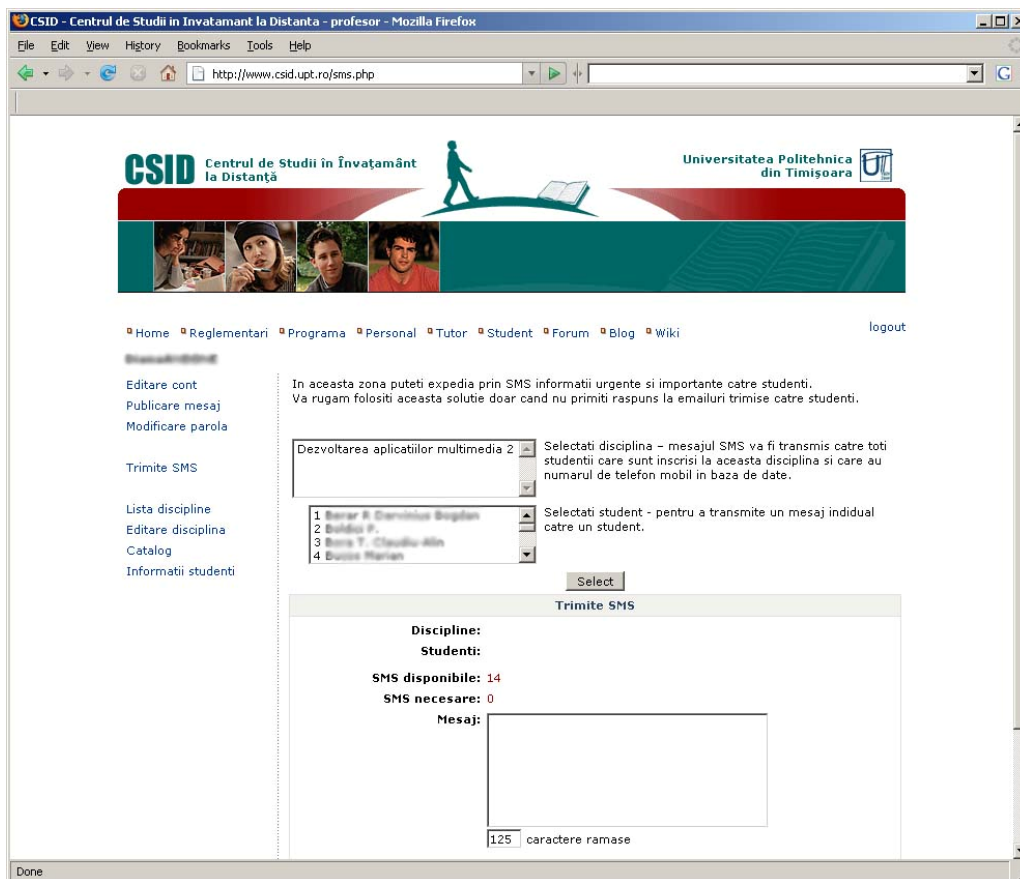 CSID - Centrul de Studii in Invatamant la Distanta - profesor - Mozilla Firefox
File Edit View History Bookmarks Tools Help
http://www.csid.upt.ro/sms.php
G
CSID Centrul de Studii în Învaţamânt
la Distanţă
Universitatea Politehnica
din Timişoara
Home Reglementari Programa Personal Tutor Student Forum Blog Wiki
logout
Editare cont
Publicare mesaj
Modificare parola
Trimite SMS
Lista discipline
Editare disciplina
Catalog
Informatii studenti
In aceasta zona puteti expedia prin SMS informatii urgente si importante catre studenti.
Va rugam folositi aceasta solutie doar cand nu primiti raspuns la emailuri trimise catre studenti.
Dezvoltarea aplicatiilor multimedia 2
Selectati disciplina – mesajul SMS va fi transmis catre toti
studentii care sunt inscrisi la aceasta disciplina si care au
numarul de telefon mobil in baza de date.
1
2
3
4
Selectati student - pentru a transmite un mesaj indidual
catre un student.
Select
Trimite SMS
Discipline:
Studenti:
SMS disponibile: 14
SMS necesare: 0
Mesaj:
125 caractere ramase
Done